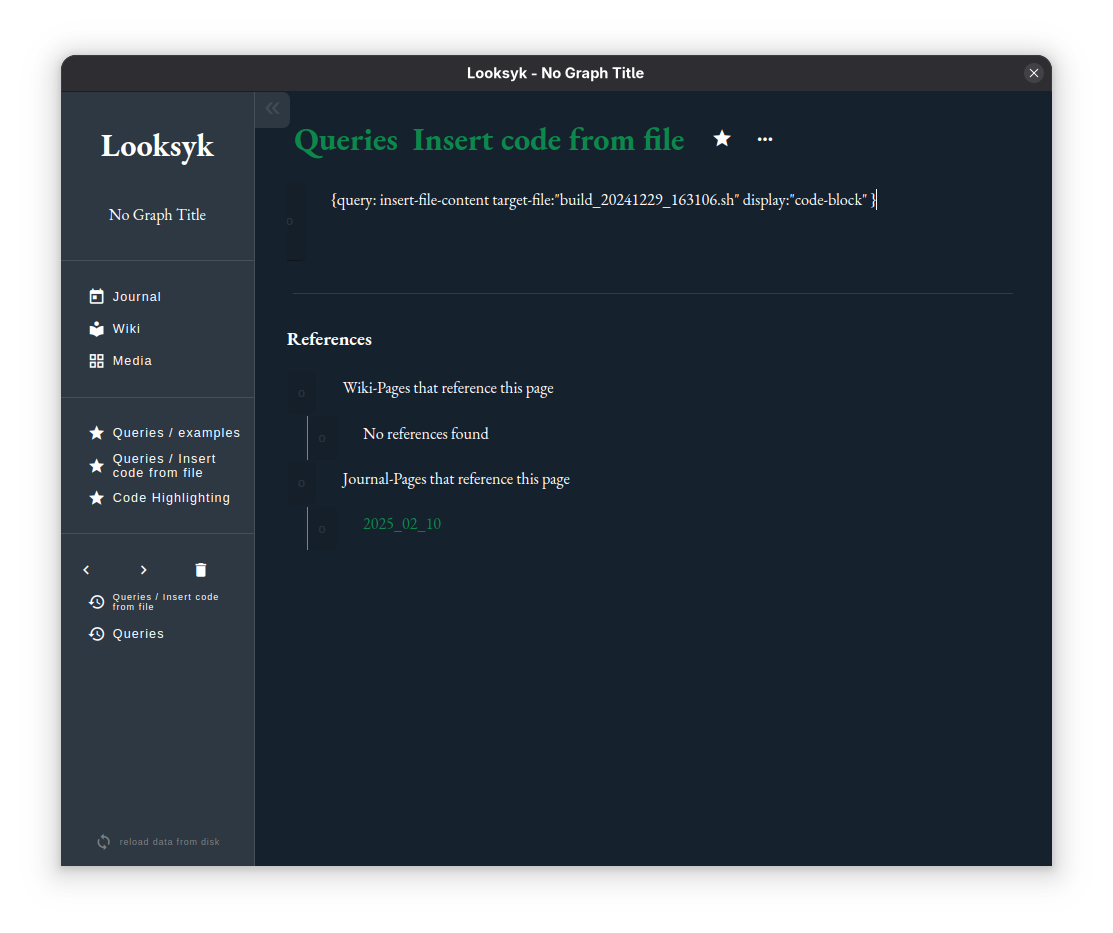 Looksyk - No Graph Title
Looksyk
No Graph Title
Journal
Wiki
Media
Queries / examples
Queries / Insert
code from file
Code Highlighting
Queries / Insert code
from file
Queries
reload data from disk
Queries Insert code from file
{query: insert-file-content target-file:"build_20241229_163106.sh" display:"code-block" }
References
Wiki-Pages that reference this page
No references found
Journal-Pages that reference this page
2025_02_10